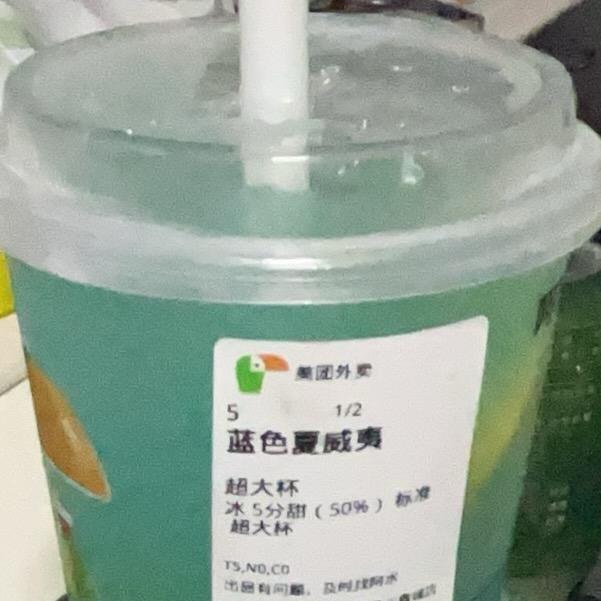 美团外卖
5 1/2
蓝色夏威夷
超大杯
冰 5分甜（50%） 标准
超大杯
T5,N0,C0
出品有问题，及时找阿水